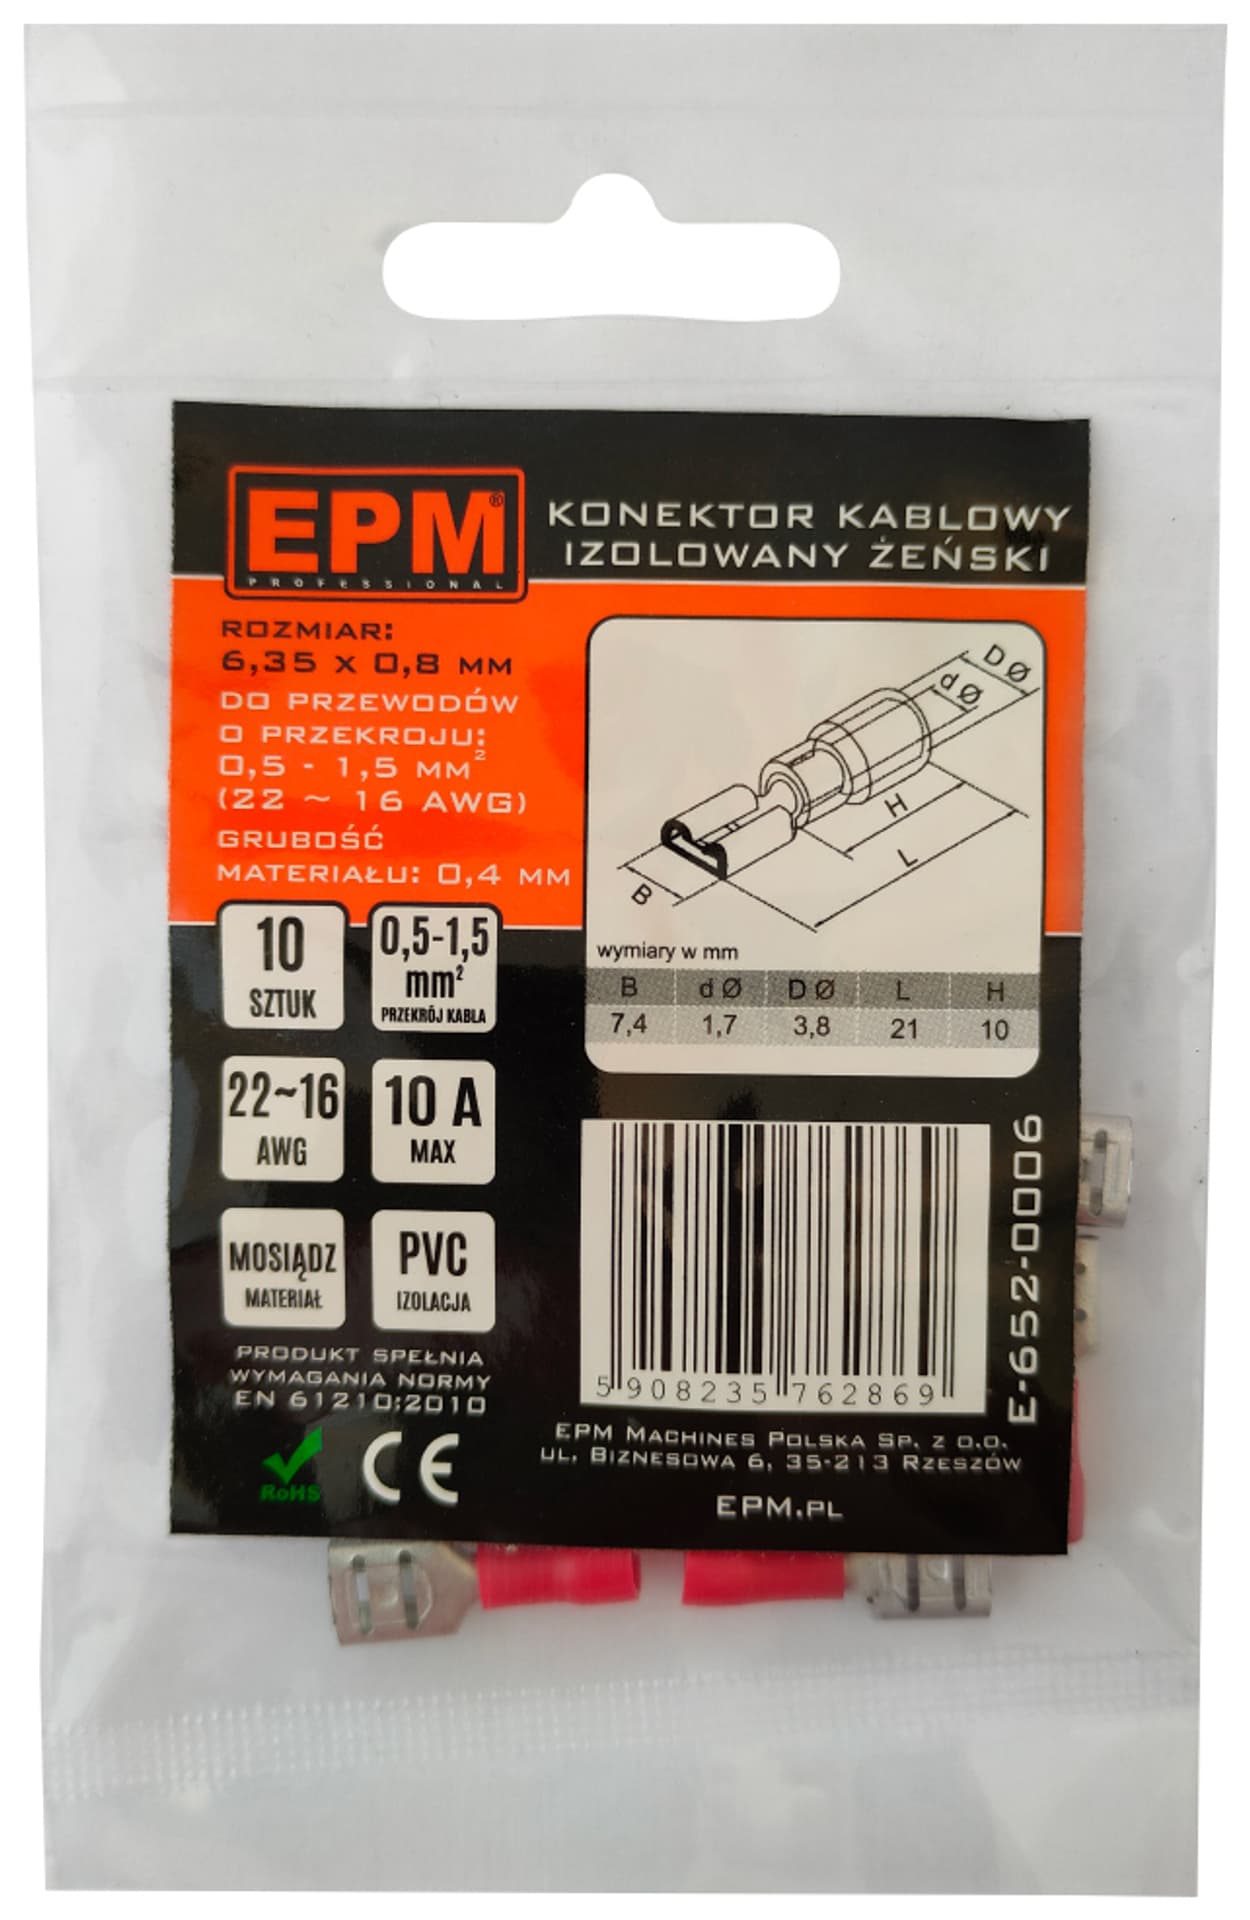 EPM®
PROFESSIONAL
KONEKTOR KABLOWY
IZOLOWANY ŻEŃSKI
ROZMIAR:
6,35 x 0,8 MM
DO PRZEWODÓW
O PRZEKROJU:
0,5 - 1,5 MM²
(22 ~ 16 AWG)
GRUBOŚĆ
MATERIAŁU: 0,4 MM
D Ø
d Ø
H
L
B
wymiary w mm
B d Ø D Ø L H
7,4 1,7 3,8 21 10
10
SZTUK
0,5-1,5
mm²
PRZEKRÓJ KABLA
22~16
AWG
10 A
MAX
MOSIĄDZ
MATERIAŁ
PVC
IZOLACJA
PRODUKT SPEŁNIA
WYMAGANIA NORMY
EN 61210:2010
RoHS
CE
5 908235 762869
E-652-0006
EPM MACHINES POLSKA SP. Z O.O.
UL. BIZNESOWA 6, 35-213 RZESZÓW
EPM.PL